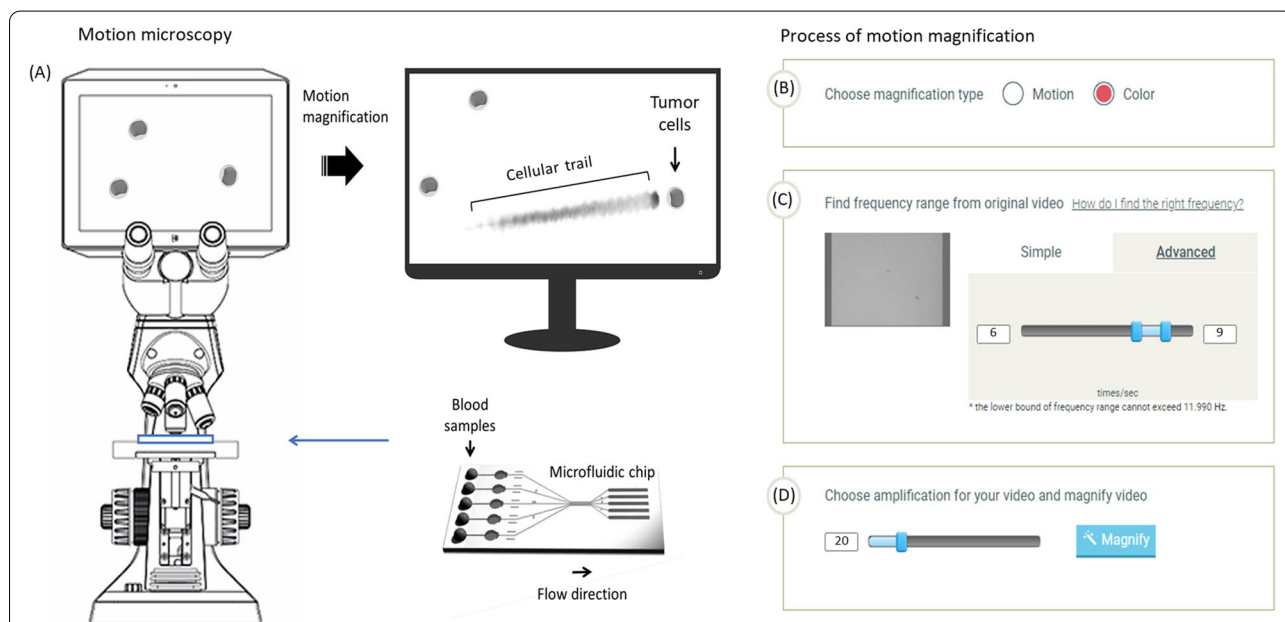 Motion microscopy
(A)
Motion
magnification
Tumor
cells
Cellular trail
Blood
samples
Microfluidic chip
Flow direction
Process of motion magnification
(B)
Choose magnification type Motion Color
(C)
Find frequency range from original video How do I find the right frequency?
Simple Advanced
6 9
times/sec
* the lower bound of frequency range cannot exceed 11.990 Hz.
(D)
Choose amplification for your video and magnify video
20 Magnify